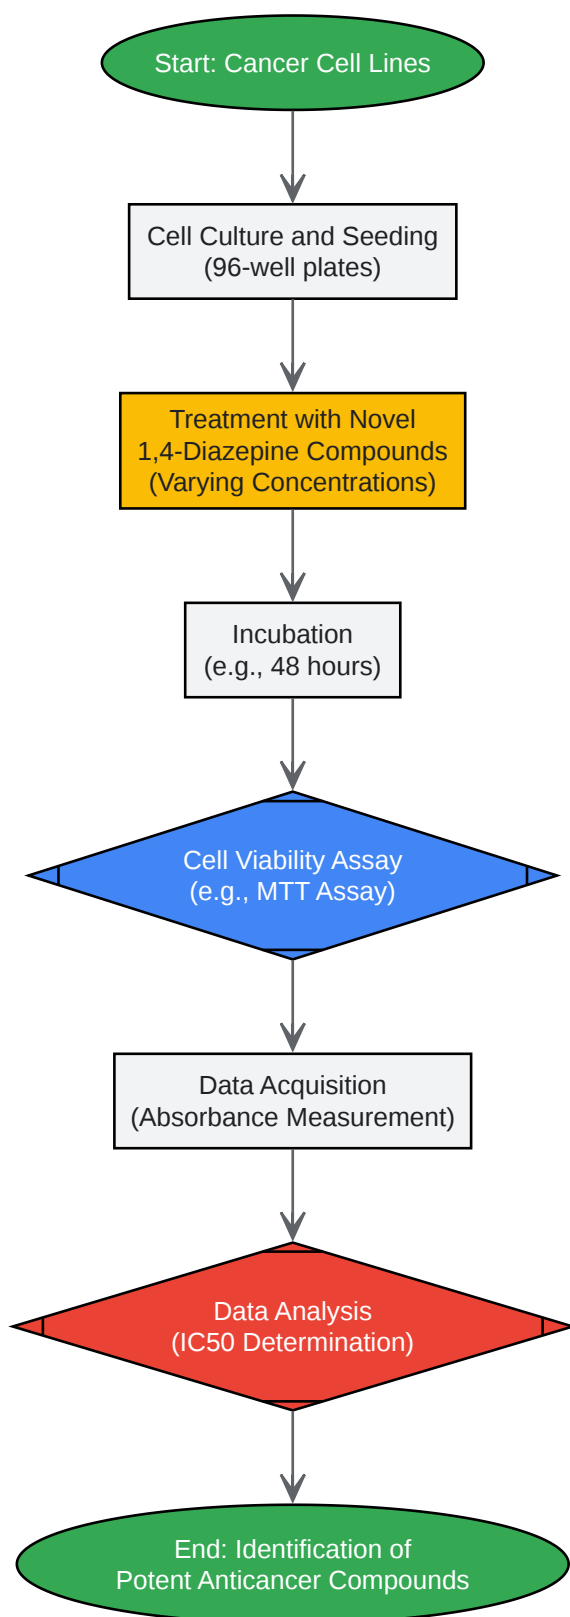 Start: Cancer Cell Lines
Cell Culture and Seeding
(96-well plates)
Treatment with Novel
1,4-Diazepine Compounds
(Varying Concentrations)
Incubation
(e.g., 48 hours)
Cell Viability Assay
(e.g., MTT Assay)
Data Acquisition
(Absorbance Measurement)
Data Analysis
(IC50 Determination)
End: Identification of
Potent Anticancer Compounds